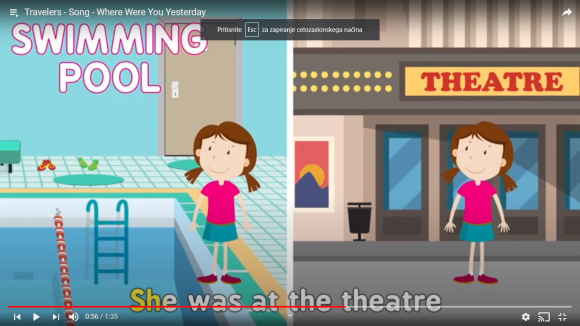 Travelers - Song - Where Were You Yesterday
Pritisnite Esc za zapiranje celozaslonskega načina
SWIMMING
POOL
THEATRE
She was at the theatre
0:56 / 1:35